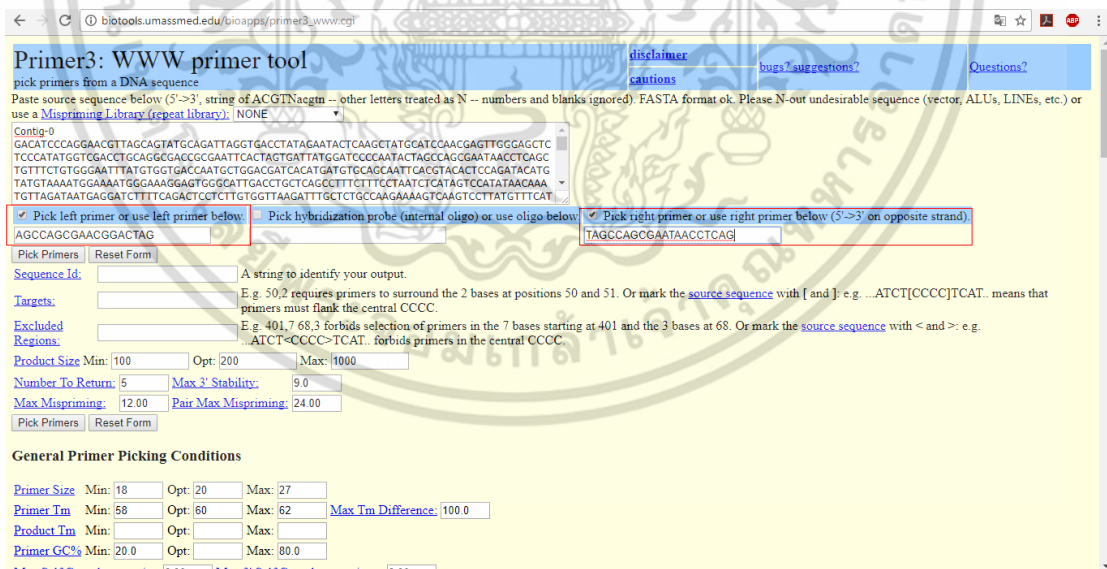 biotools.umassmed.edu/bioapps/primer3_www.cgi
ABP
Primer3: WWW primer tool
pick primers from a DNA sequence
disclaimer
cautions
bugs? suggestions?
Questions?
Paste source sequence below (5'->3', string of ACGTNacgtn -- other letters treated as N -- numbers and blanks ignored). FASTA format ok. Please N-out undesirable sequence (vector, ALUs, LINEs, etc.) or
use a Mispriming Library (repeat library): NONE
Contig-0
GACATCCCAGGAACGTTAGCAGTATGCAGATTAGGTGACCTATAGAATACTCAAGCTATGCATCCAACGAGTTGGGAGCTC
TCCCATATGGTCGACCTGCAGGCGACCGCGAATTCACTAGTGATTATGGATCCCCAATACTAGCCAGCGAATAACCTCAGC
TGTTTCTGTGGGAATTTATGTGGTGACCAATGCTGGACGATCACATGATGTGCAGCAATTCACGTACACTCCAGATACATG
TATGTAAAATGGAAAATGGGAAAGGAGTGGGCATTGACCTGCTCAGCCTTTCTTTCCTAATCTCATAGTCCATATAACAAA
TGTTAGATAATGAGGATCTTTTCAGACTCCTCTTGTGGTTAAGATTTGCTCTGCCAAGAAAAGTCAAGTCCTTATGTTTCAT
Pick left primer or use left primer below. Pick hybridization probe (internal oligo) or use oligo below. Pick right primer or use right primer below (5'->3' on opposite strand).
AGCCAGCGAACGGACTAG
TAGCCAGCGAATAACCTCAG
Pick Primers Reset Form
Sequence Id: A string to identify your output.
Targets: E.g. 50,2 requires primers to surround the 2 bases at positions 50 and 51. Or mark the source sequence with [ and ]: e.g. ...ATCT[CCCC]TCAT.. means that
primers must flank the central CCCC.
Excluded Regions: E.g. 401,7 68,3 forbids selection of primers in the 7 bases starting at 401 and the 3 bases at 68. Or mark the source sequence with < and >: e.g.
...ATCT<CCCC>TCAT.. forbids primers in the central CCCC.
Product Size Min: 100 Opt: 200 Max: 1000
Number To Return: 5 Max 3' Stability: 9.0
Max Mispriming: 12.00 Pair Max Mispriming: 24.00
Pick Primers Reset Form
General Primer Picking Conditions
Primer Size Min: 18 Opt: 20 Max: 27
Primer Tm Min: 58 Opt: 60 Max: 62 Max Tm Difference: 100.0
Product Tm Min: Opt: Max:
Primer GC% Min: 20.0 Opt: Max: 80.0